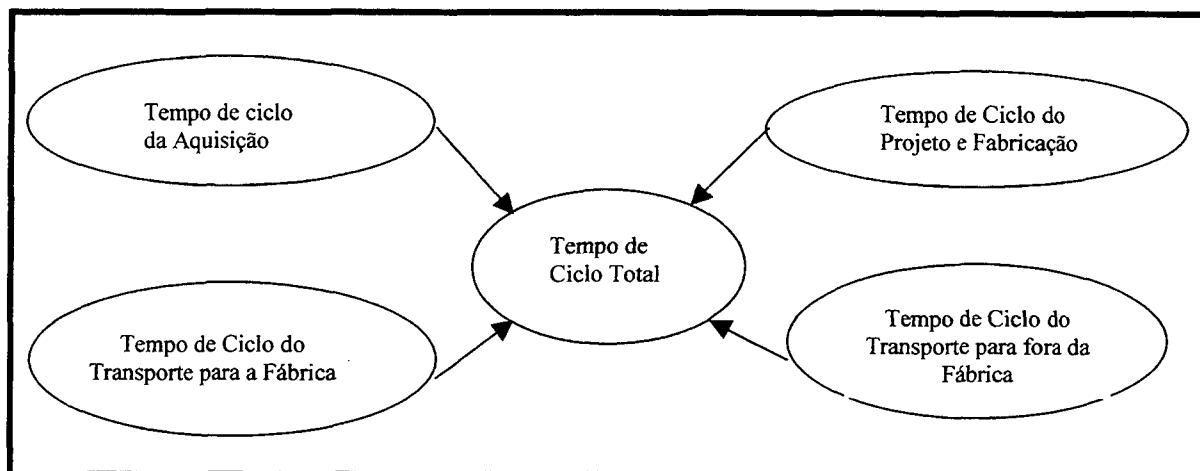 Tempo de ciclo
da Aquisição
Tempo de Ciclo do
Projeto e Fabricação
Tempo de
Ciclo Total
Tempo de Ciclo do
Transporte para a Fábrica
Tempo de Ciclo do
Transporte para fora da
Fábrica